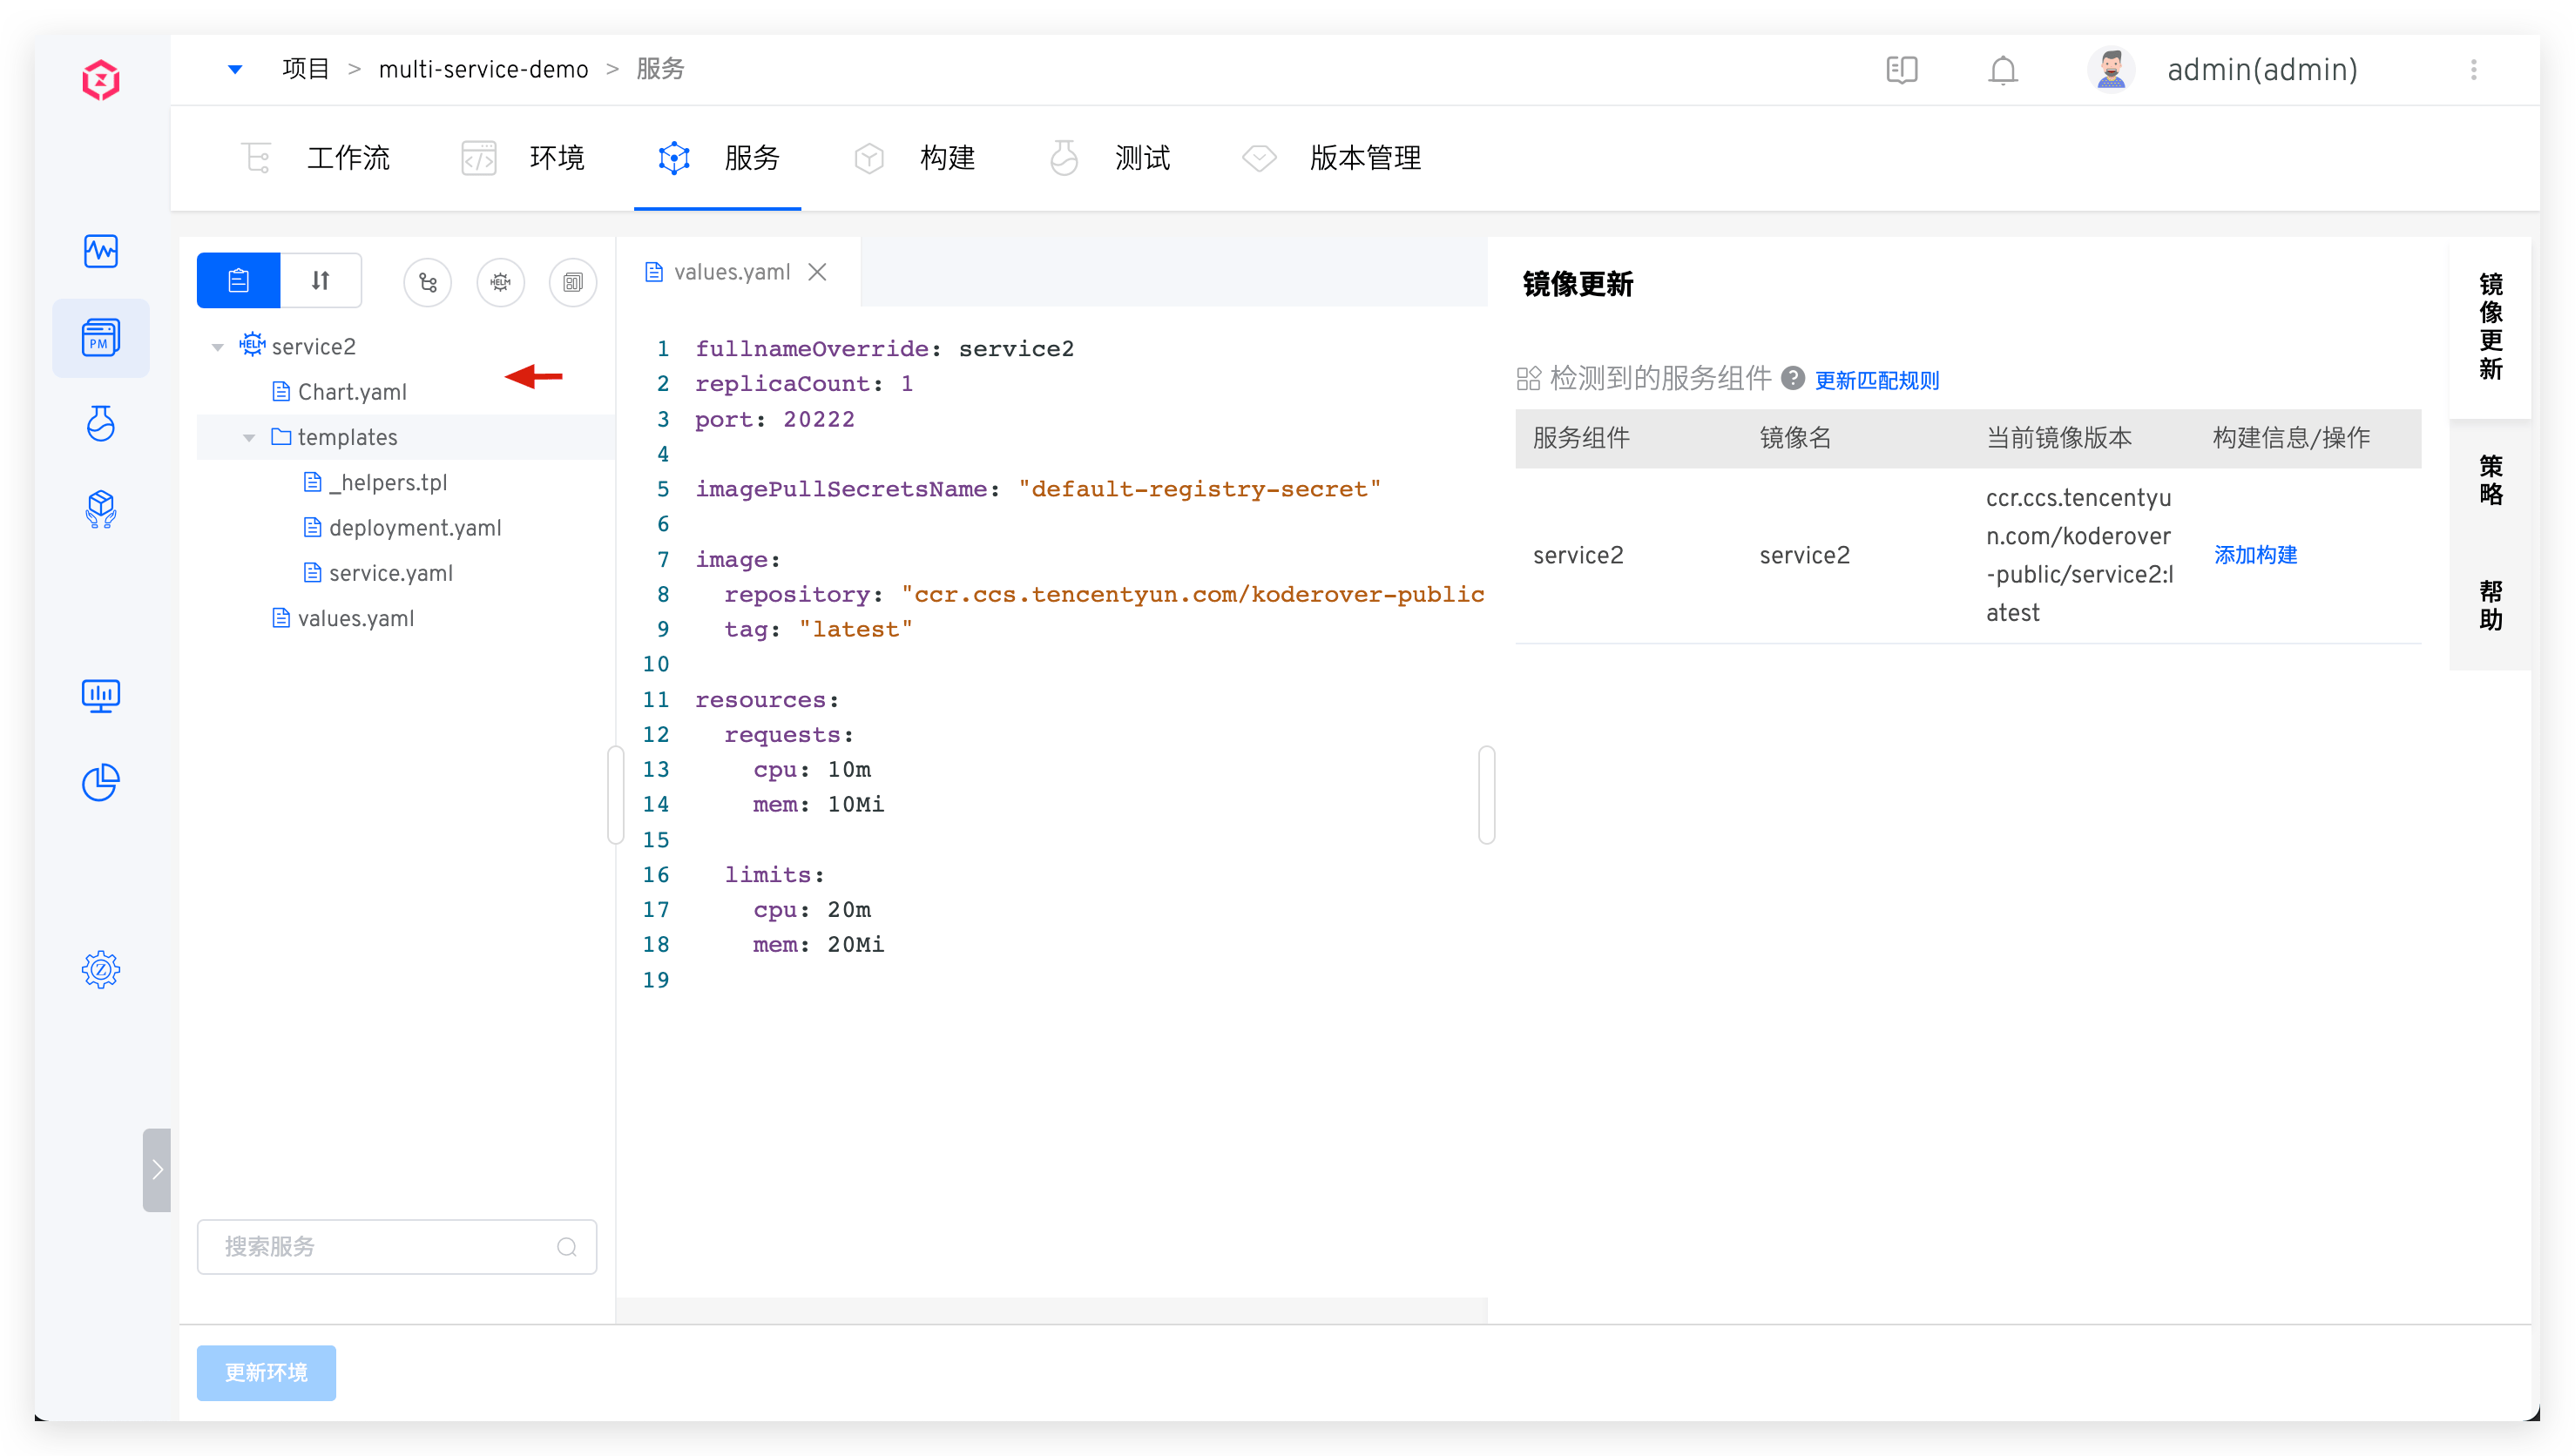 项目 > multi-service-demo > 服务
admin(admin)
工作流
环境
服务
构建
测试
版本管理
PM
HELM
HELM service2
Chart.yaml
templates
_helpers.tpl
deployment.yaml
service.yaml
values.yaml
搜索服务
values.yaml
1 fullnameOverride: service2
2 replicaCount: 1
3 port: 20222
4
5 imagePullSecretsName: "default-registry-secret"
6
7 image:
8 repository: "ccr.ccs.tencentyun.com/koderover-public
9 tag: "latest"
10
11 resources:
12 requests:
13 cpu: 10m
14 mem: 10Mi
15
16 limits:
17 cpu: 20m
18 mem: 20Mi
19
镜像更新
检测到的服务组件 ? 更新匹配规则
服务组件 镜像名 当前镜像版本 构建信息/操作
service2 service2
ccr.ccs.tencentyu
n.com/koderover
-public/service2:l
atest
添加构建
镜像更新
策略
帮助
更新环境